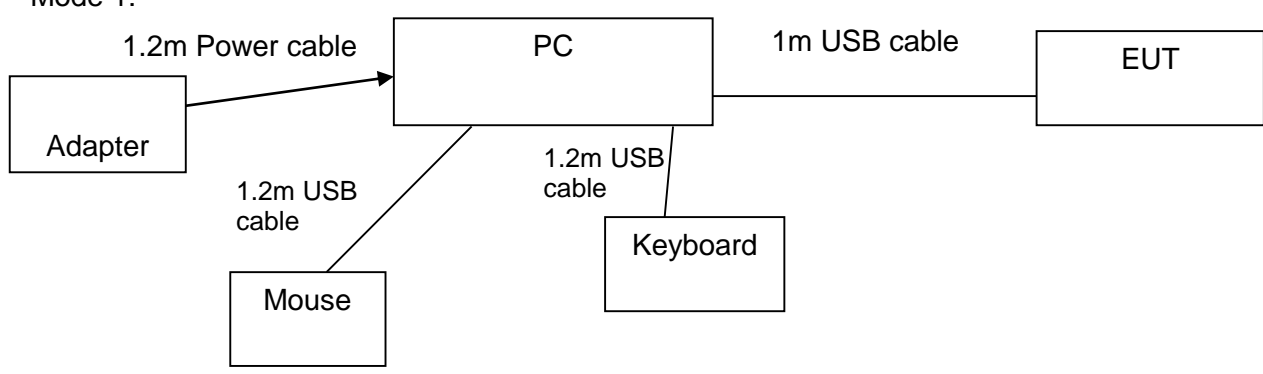 Mode 1:
1.2m Power cable
PC
1m USB cable
EUT
Adapter
1.2m USB
cable
1.2m USB
cable
Keyboard
Mouse